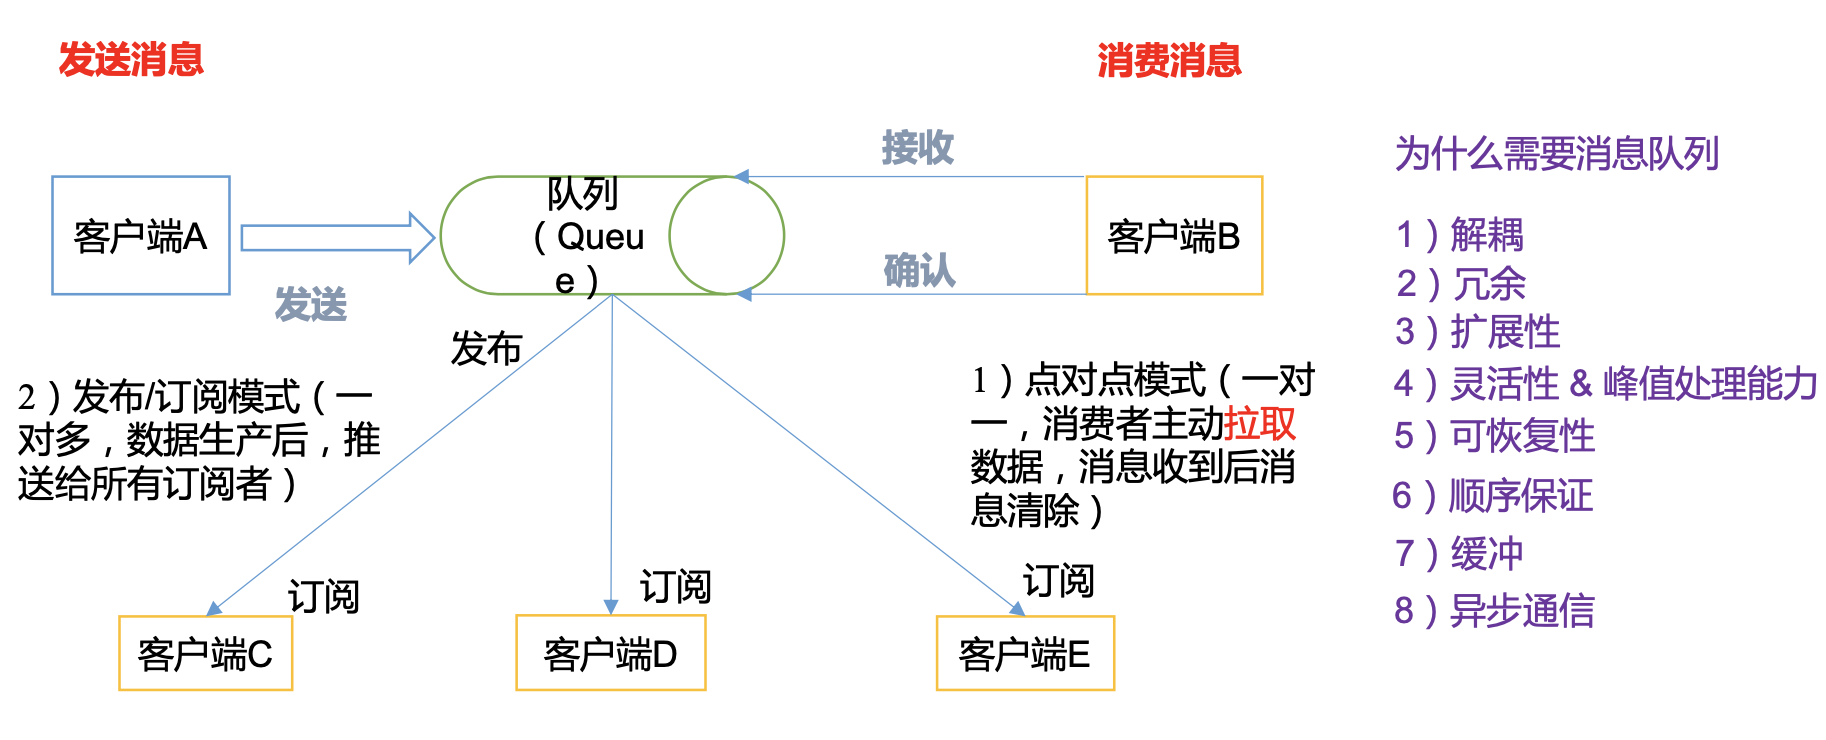 发送消息
消费消息
接收
为什么需要消息队列
客户端A
队列
（Queu
e）
客户端B
发送
确认
1）解耦
2）冗余
3）扩展性
4）灵活性 & 峰值处理能力
5）可恢复性
6）顺序保证
7）缓冲
8）异步通信
发布
2）发布/订阅模式（一
对多，数据生产后，推
送给所有订阅者）
1）点对点模式（一对
一，消费者主动拉取
数据，消息收到后消
息清除）
订阅
订阅
订阅
客户端C
客户端D
客户端E